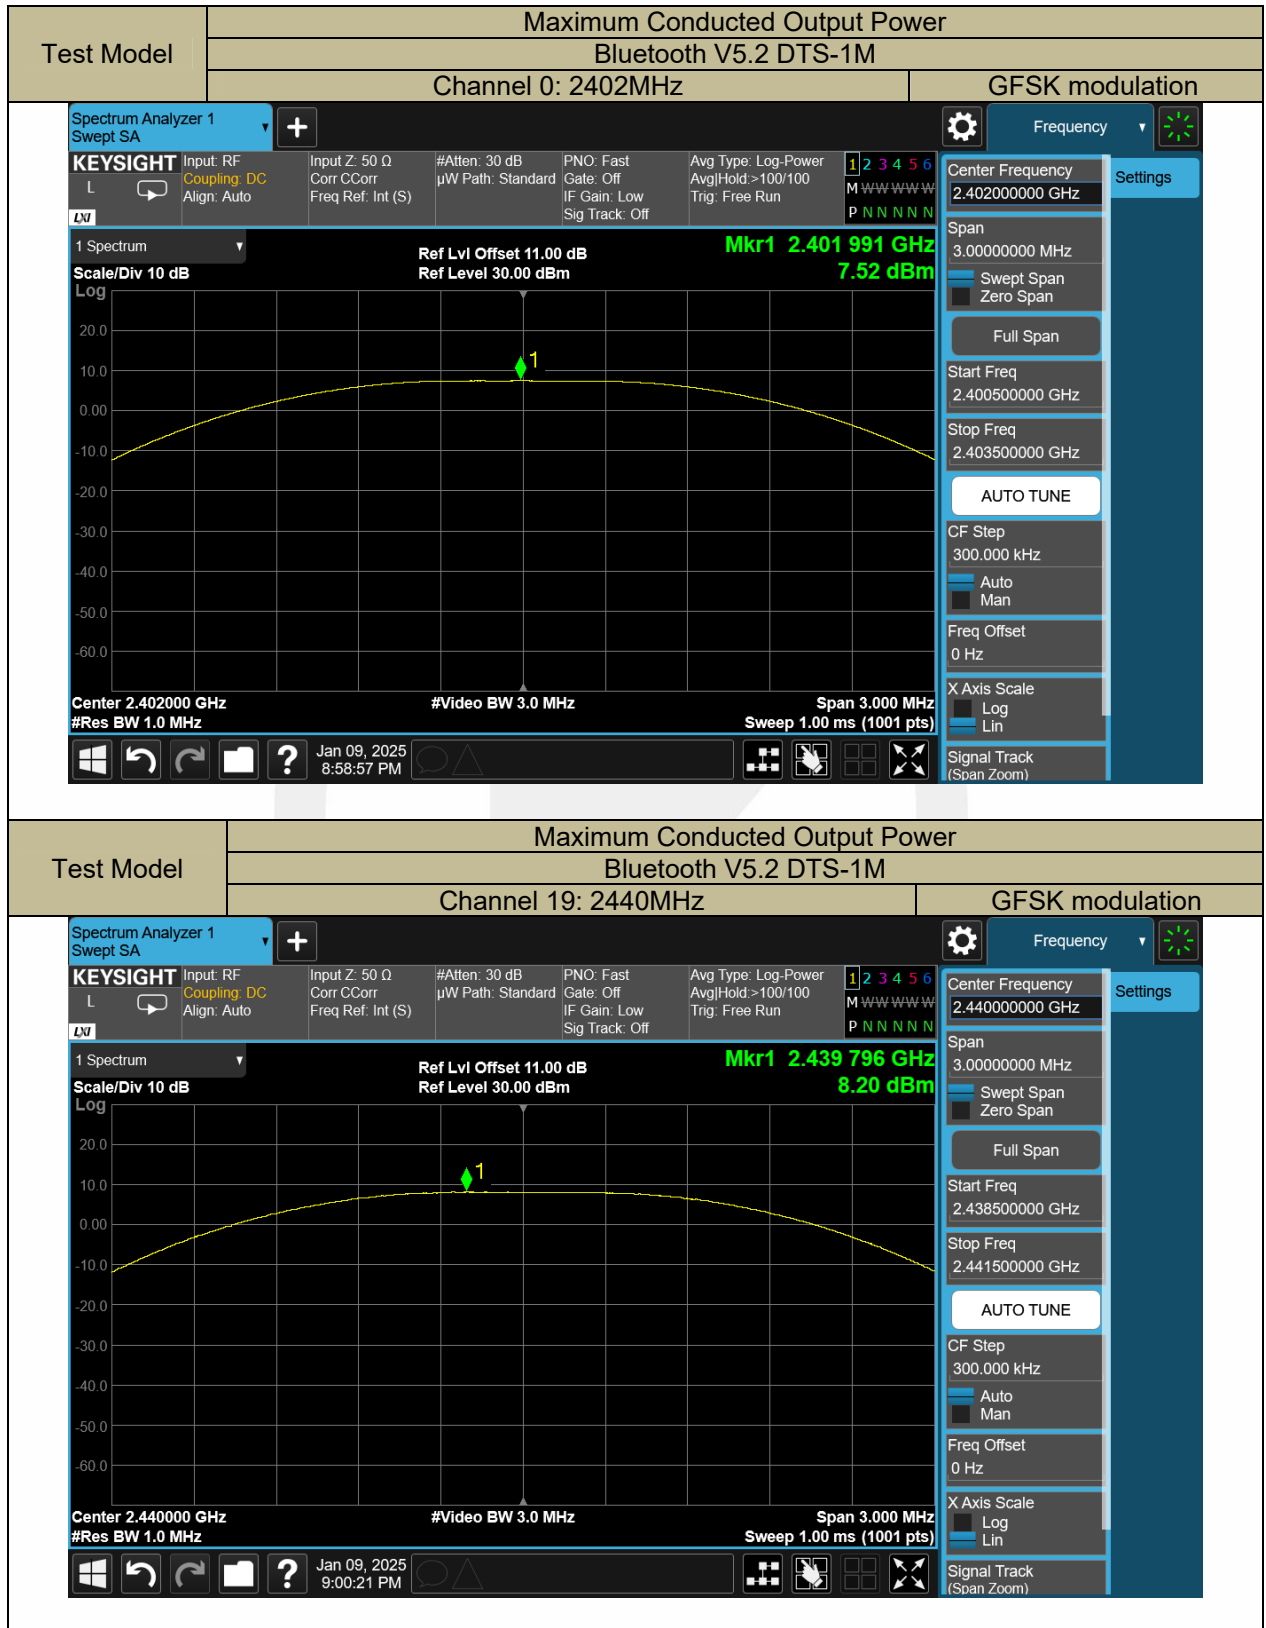 Test Model
Maximum Conducted Output Power
Bluetooth V5.2 DTS-1M
Channel 0: 2402MHz
GFSK modulation
Spectrum Analyzer 1
Swept SA
Frequency
KEYSIGHT
L
LXI
Input: RF
Coupling: DC
Align: Auto
Input Z: 50 Ω
Corr CCorr
Freq Ref: Int (S)
#Atten: 30 dB
µW Path: Standard
PNO: Fast
Gate: Off
IF Gain: Low
Sig Track: Off
Avg Type: Log-Power
Avg|Hold:>100/100
Trig: Free Run
1 2 3 4 5 6
M W W W W W
P N N N N N
1 Spectrum
Scale/Div 10 dB
Log
Ref Lvl Offset 11.00 dB
Ref Level 30.00 dBm
Mkr1 2.401 991 GHz
7.52 dBm
1
20.0
10.0
0.00
-10.0
-20.0
-30.0
-40.0
-50.0
-60.0
Center 2.402000 GHz
#Res BW 1.0 MHz
#Video BW 3.0 MHz
Span 3.000 MHz
Sweep 1.00 ms (1001 pts)
Jan 09, 2025
8:58:57 PM
Center Frequency
2.402000000 GHz
Settings
Span
3.00000000 MHz
Swept Span
Zero Span
Full Span
Start Freq
2.400500000 GHz
Stop Freq
2.403500000 GHz
AUTO TUNE
CF Step
300.000 kHz
Auto
Man
Freq Offset
0 Hz
X Axis Scale
Log
Lin
Signal Track
(Span Zoom)
Test Model
Maximum Conducted Output Power
Bluetooth V5.2 DTS-1M
Channel 19: 2440MHz
GFSK modulation
Spectrum Analyzer 1
Swept SA
Frequency
KEYSIGHT
L
LXI
Input: RF
Coupling: DC
Align: Auto
Input Z: 50 Ω
Corr CCorr
Freq Ref: Int (S)
#Atten: 30 dB
µW Path: Standard
PNO: Fast
Gate: Off
IF Gain: Low
Sig Track: Off
Avg Type: Log-Power
Avg|Hold:>100/100
Trig: Free Run
1 2 3 4 5 6
M W W W W W
P N N N N N
1 Spectrum
Scale/Div 10 dB
Log
Ref Lvl Offset 11.00 dB
Ref Level 30.00 dBm
Mkr1 2.439 796 GHz
8.20 dBm
1
20.0
10.0
0.00
-10.0
-20.0
-30.0
-40.0
-50.0
-60.0
Center 2.440000 GHz
#Res BW 1.0 MHz
#Video BW 3.0 MHz
Span 3.000 MHz
Sweep 1.00 ms (1001 pts)
Jan 09, 2025
9:00:21 PM
Center Frequency
2.440000000 GHz
Settings
Span
3.00000000 MHz
Swept Span
Zero Span
Full Span
Start Freq
2.438500000 GHz
Stop Freq
2.441500000 GHz
AUTO TUNE
CF Step
300.000 kHz
Auto
Man
Freq Offset
0 Hz
X Axis Scale
Log
Lin
Signal Track
(Span Zoom)